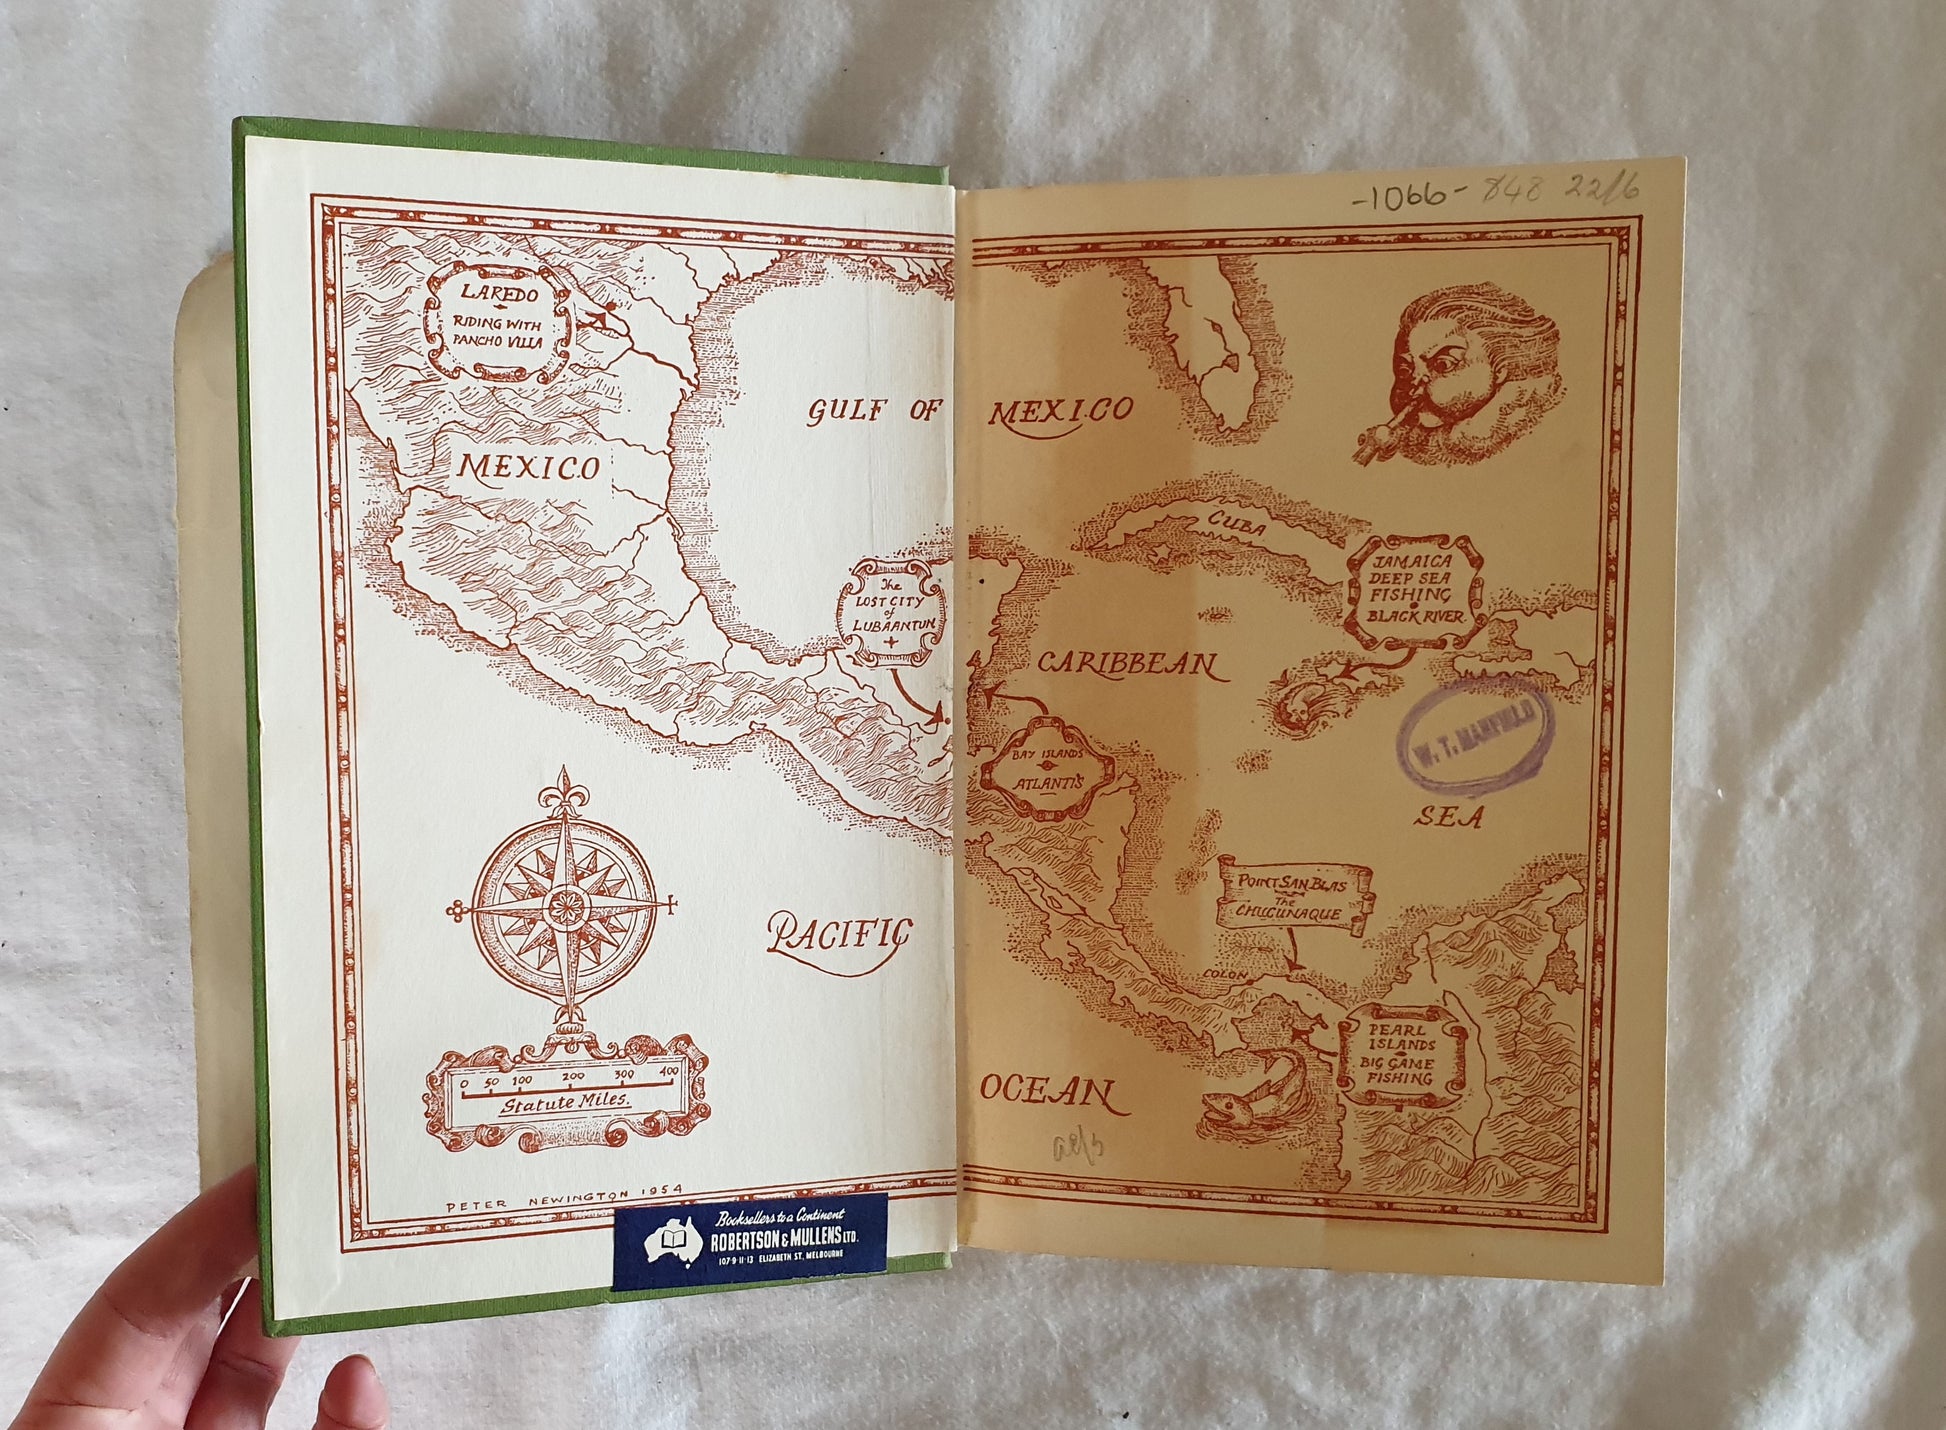 -1066- 848 22/6
LAREDO
RIDING WITH
PANCHO VILLA
GULF OF MEXICO
MEXICO
CUBA
JAMAICA
DEEP SEA
FISHING
BLACK RIVER
The
LOST CITY
of
LUBAANTUN
CARIBBEAN
BAY ISLANDS
ATLANTIS
W. T. MANFIELD
SEA
POINT SAN BLAS
The
CHUCUNAQUE
PACIFIC
COLON
PEARL
ISLANDS
BIG GAME
FISHING
OCEAN
0 50 100 200 300 400
Statute Miles.
PETER NEWINGTON 1954
Booksellers to a Continent
ROBERTSON & MULLENS LTD.
107-9-11-13 ELIZABETH ST, MELBOURNE